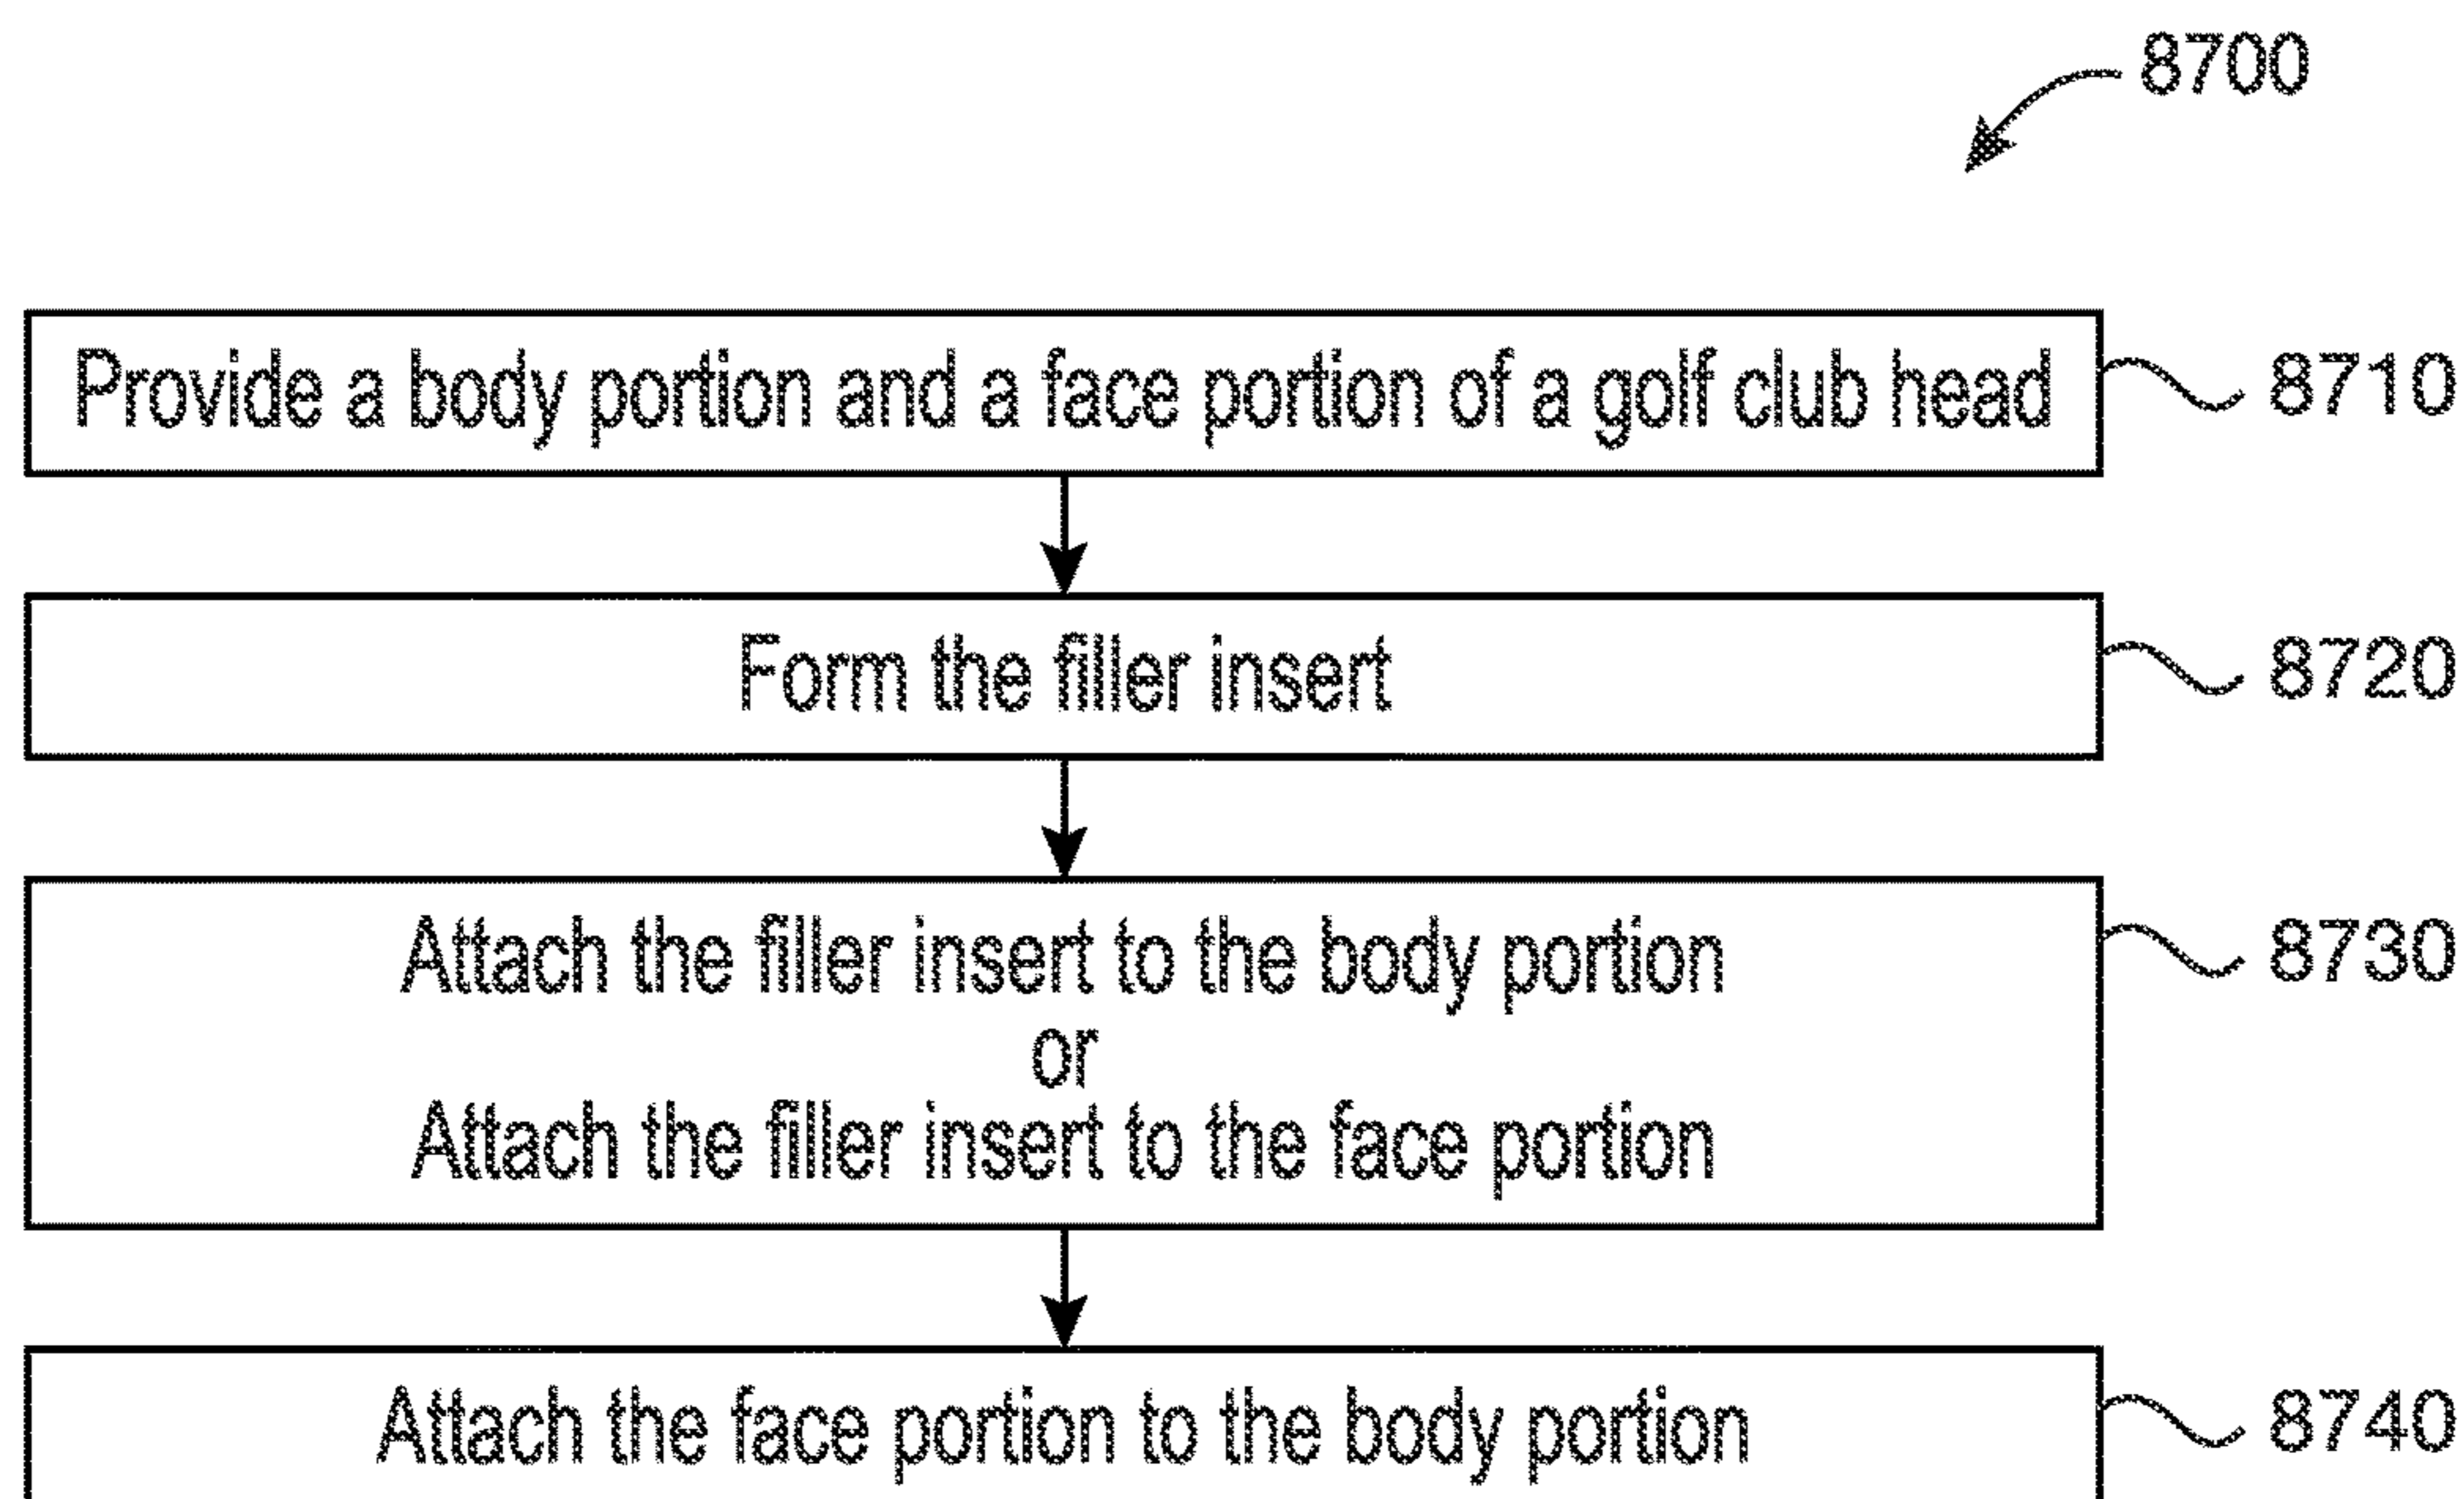 8700
Provide a body portion and a face portion of a golf club head
8710
Form the filler insert
8720
Attach the filler insert to the body portion
8730
or
Attach the filler insert to the face portion
Attach the face portion to the body portion
8740